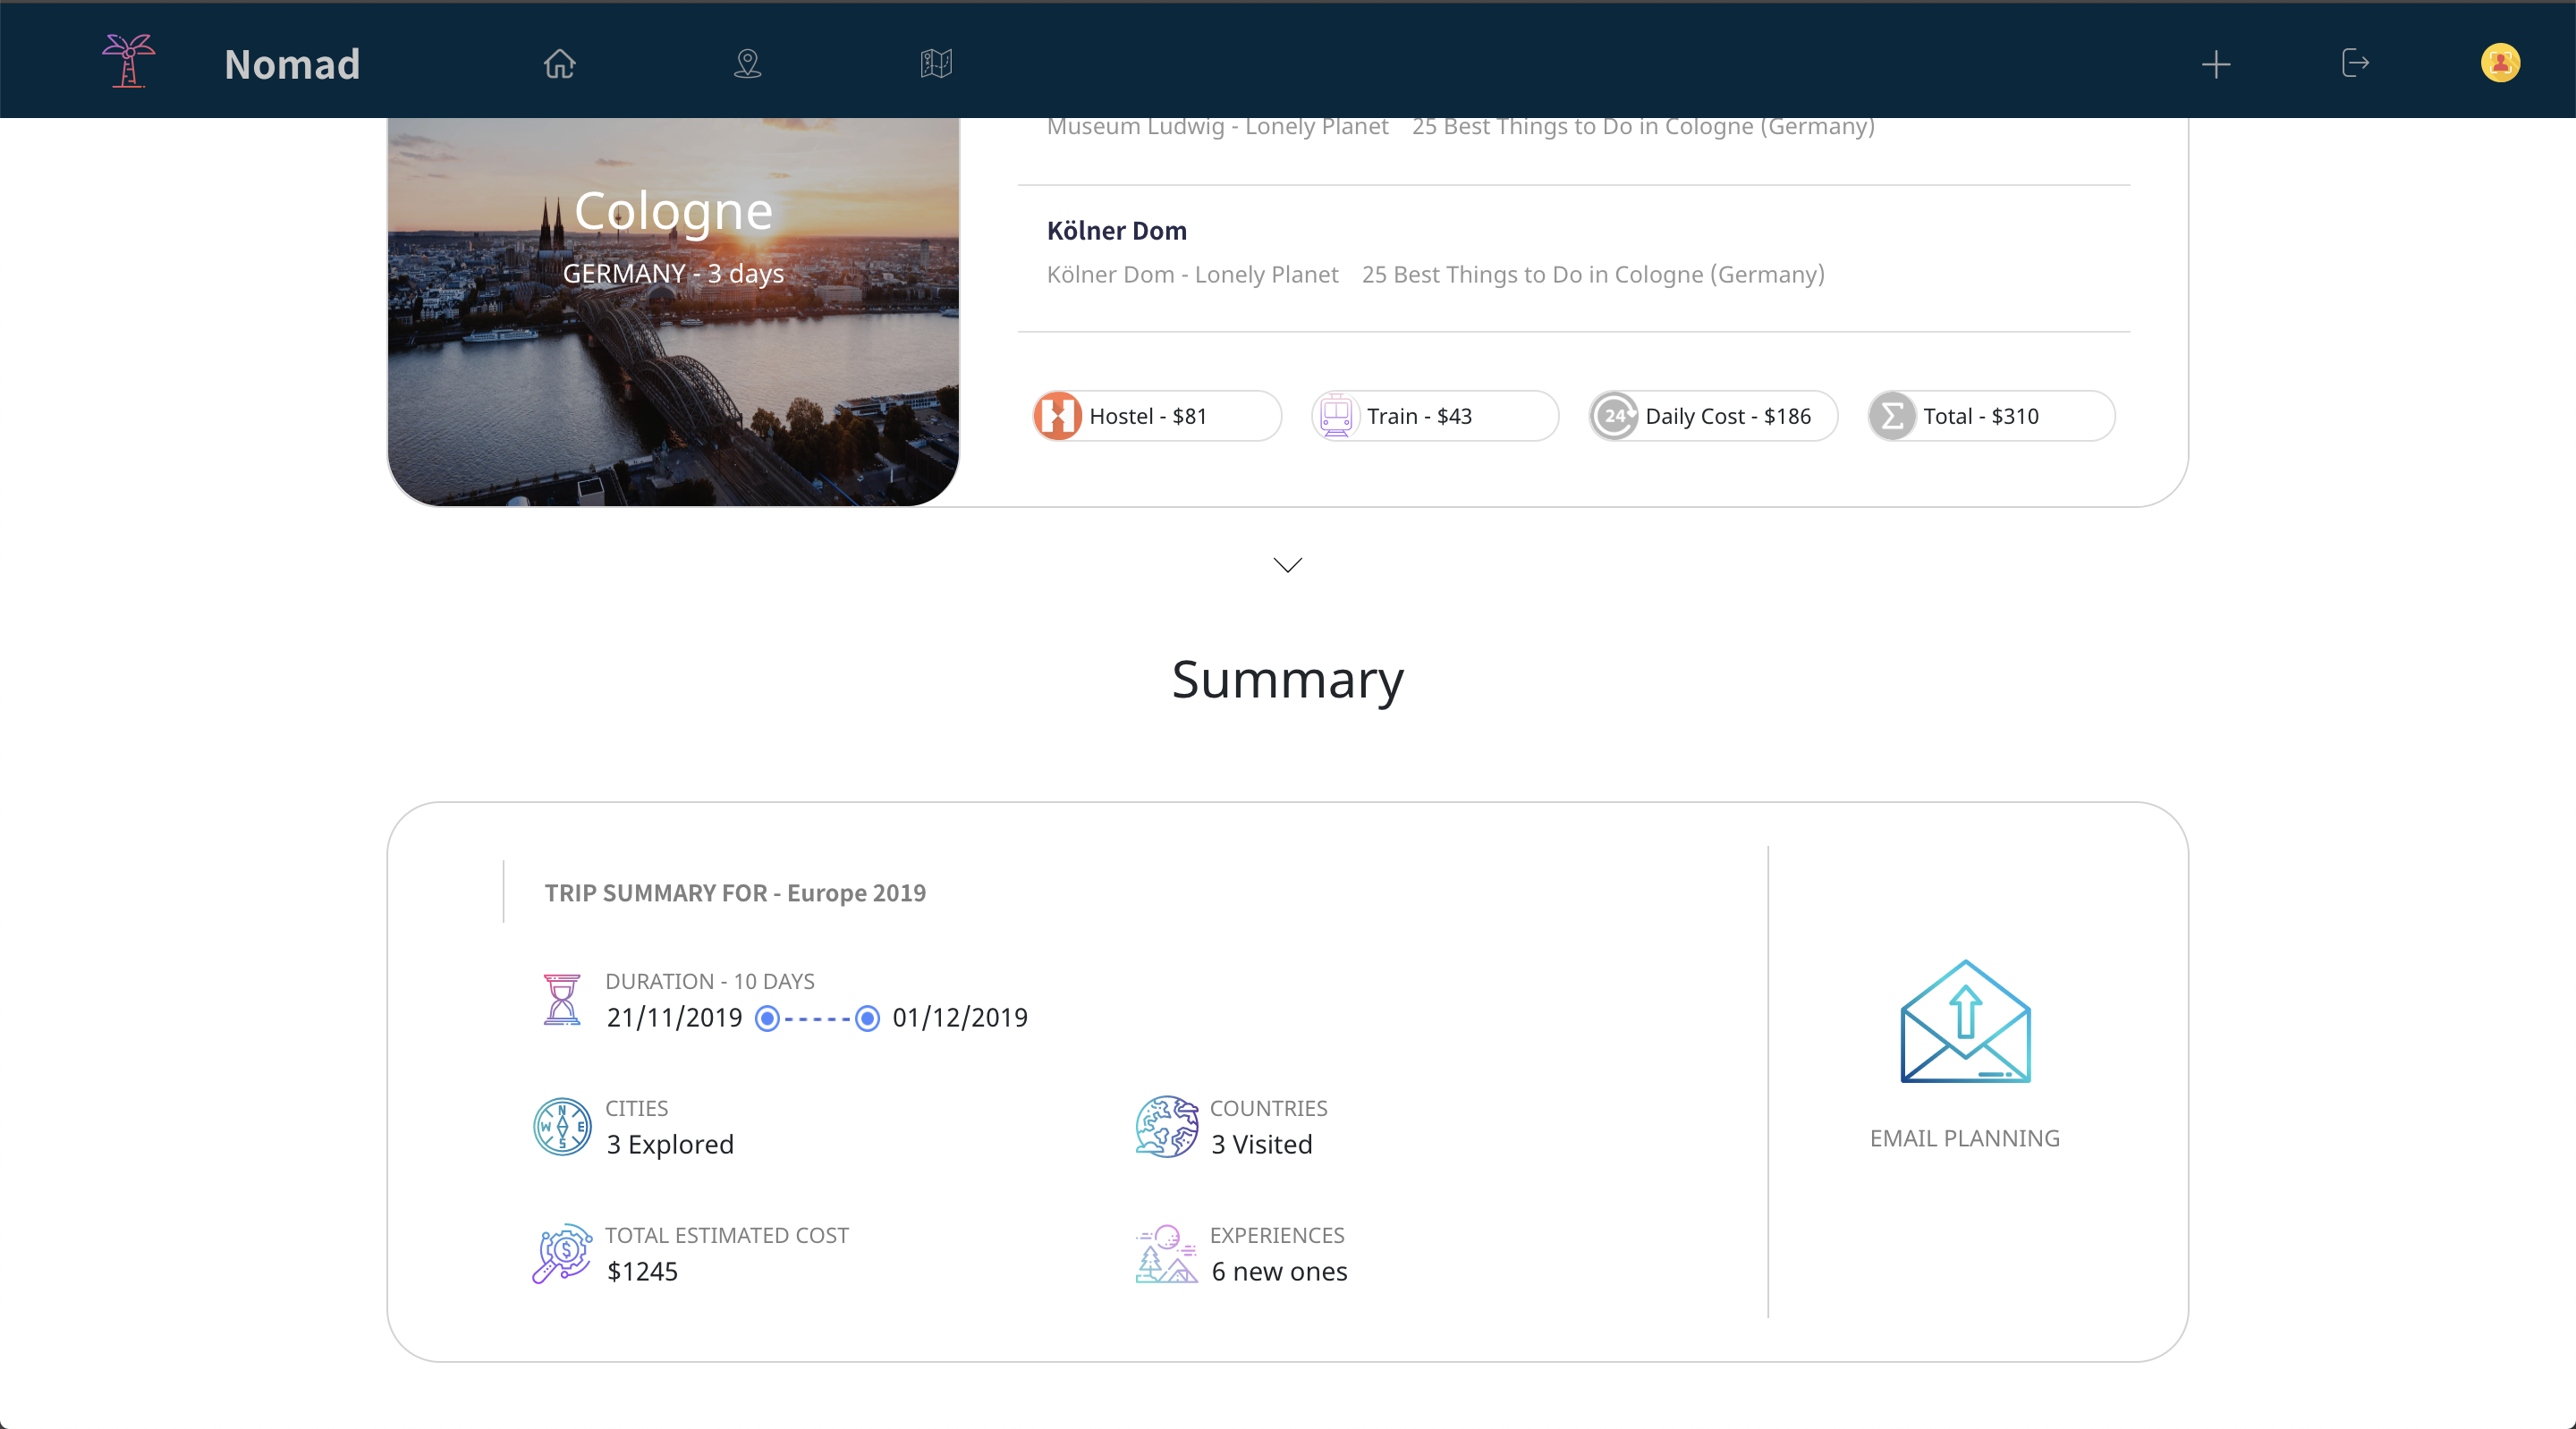 Nomad
Museum Ludwig - Lonely Planet 25 Best Things to Do in Cologne (Germany)
Cologne
GERMANY - 3 days
Kölner Dom
Kölner Dom - Lonely Planet 25 Best Things to Do in Cologne (Germany)
Hostel - $81
Train - $43
24 Daily Cost - $186
Σ Total - $310
Summary
TRIP SUMMARY FOR - Europe 2019
DURATION - 10 DAYS
21/11/2019 01/12/2019
N
W E
S
CITIES
3 Explored
COUNTRIES
3 Visited
TOTAL ESTIMATED COST
$1245
EXPERIENCES
6 new ones
EMAIL PLANNING